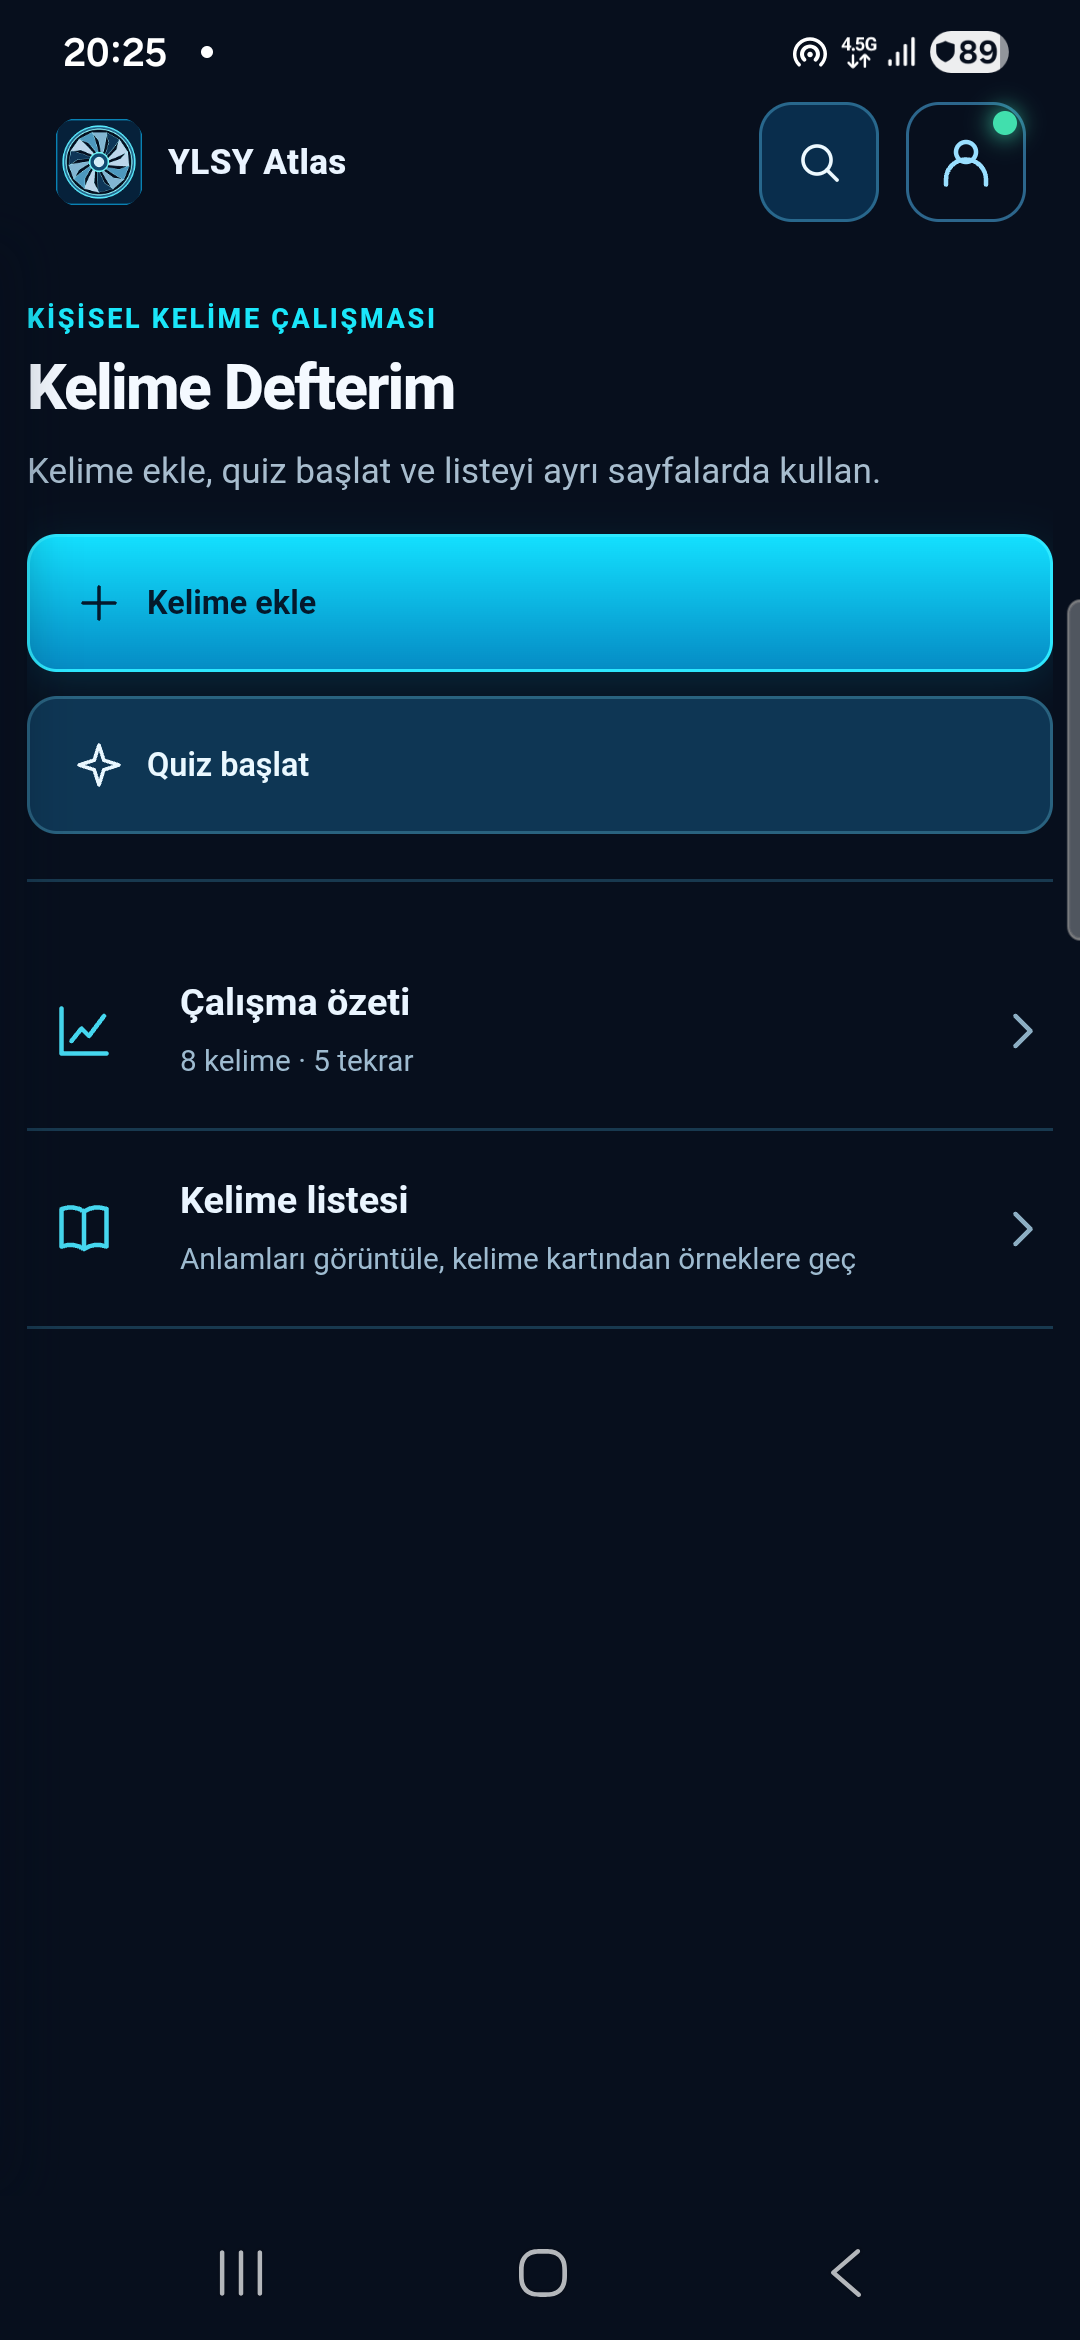 20:25
4.5G
89
YLSY Atlas
KİŞİSEL KELİME ÇALIŞMASI
Kelime Defterim
Kelime ekle, quiz başlat ve listeyi ayrı sayfalarda kullan.
Kelime ekle
Quiz başlat
Çalışma özeti
8 kelime · 5 tekrar
Kelime listesi
Anlamları görüntüle, kelime kartından örneklere geç